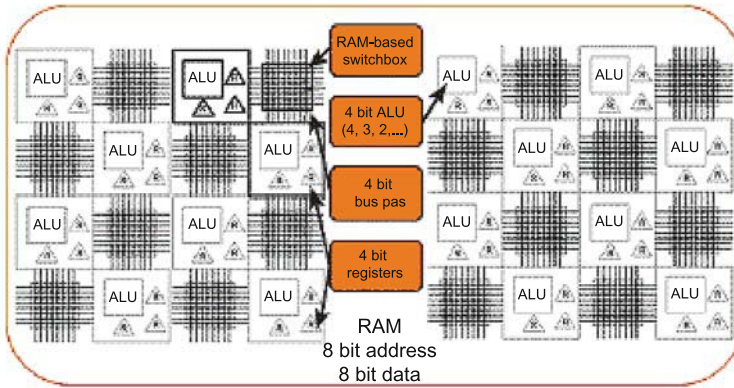 ALU
ALU
RAM-based
switchbox
ALU
ALU
4 bit ALU
(4, 3, 2,...)
ALU
ALU
ALU
ALU
4 bit
bus pas
ALU
ALU
ALU
ALU
4 bit
registers
ALU
ALU
ALU
ALU
RAM
8 bit address
8 bit data